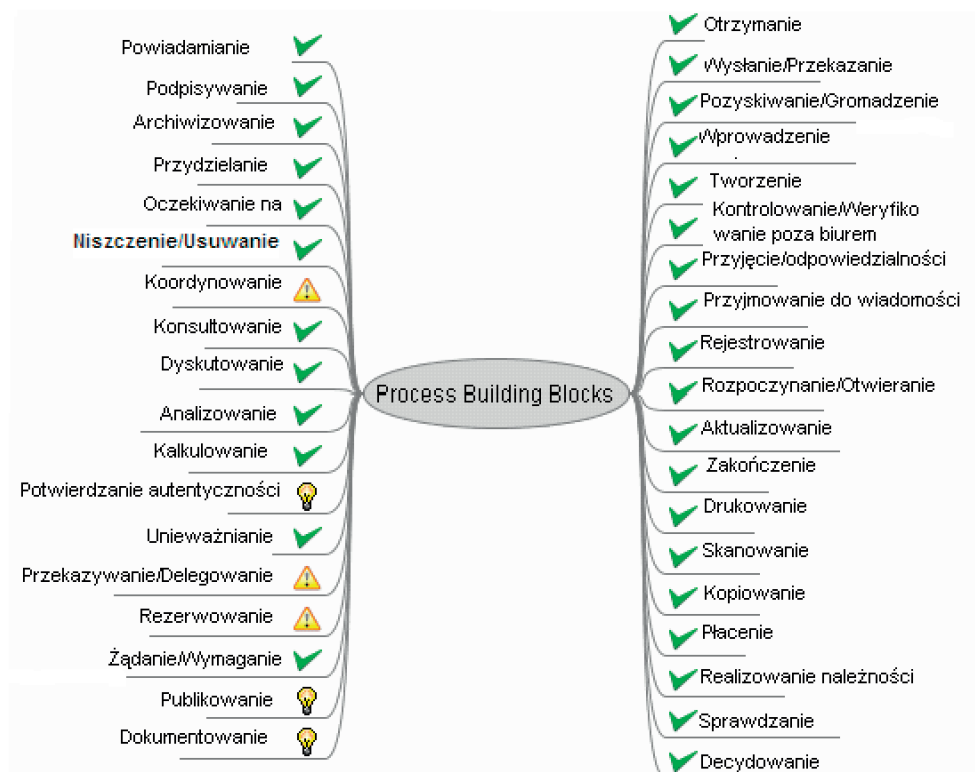 Powiadamianie
Podpisywanie
Archiwizowanie
Przydzielanie
Oczekiwanie na
Niszczenie/Usuwanie
Koordynowanie
Konsultowanie
Dyskutowanie
Analizowanie
Kalkulowanie
Potwierdzanie autentyczności
Unieważnianie
Przekazywanie/Delegowanie
Rezerwowanie
Żądanie/Wymaganie
Publikowanie
Dokumentowanie
Process Building Blocks
Otrzymanie
Wysłanie/Przekazanie
Pozyskiwanie/Gromadzenie
Wprowadzenie
Tworzenie
Kontrolowanie/Weryfiko
wanie poza biurem
Przyjęcie/odpowiedzialności
Przyjmowanie do wiadomości
Rejestrowanie
Rozpoczynanie/Otwieranie
Aktualizowanie
Zakończenie
Drukowanie
Skanowanie
Kopiowanie
Płacenie
Realizowanie należności
Sprawdzanie
Decydowanie